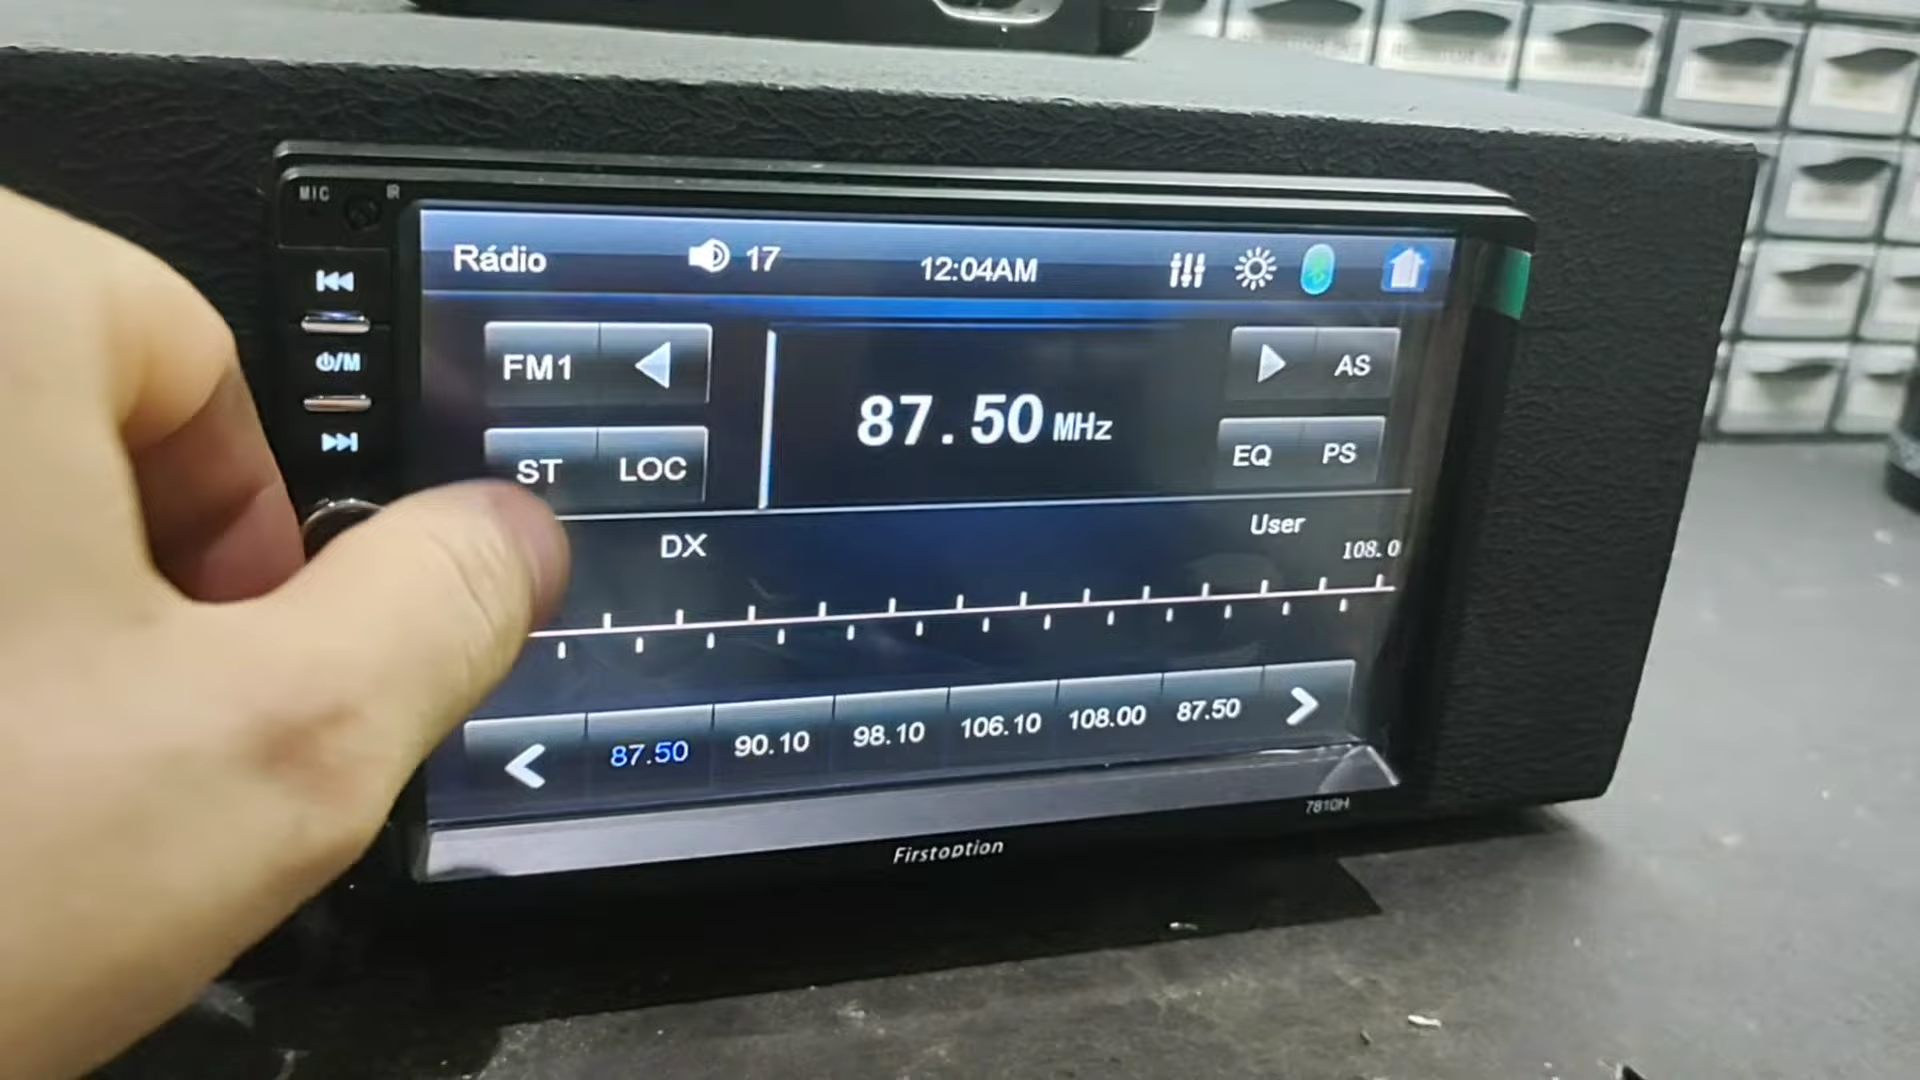 MIC IR
Rádio 17 12:04AM
FM1 AS
87.50 MHz
ST LOC EQ PS
DX User
108.0
87.50 90.10 98.10 106.10 108.00 87.50
⏻/M
7810H
Firstoption